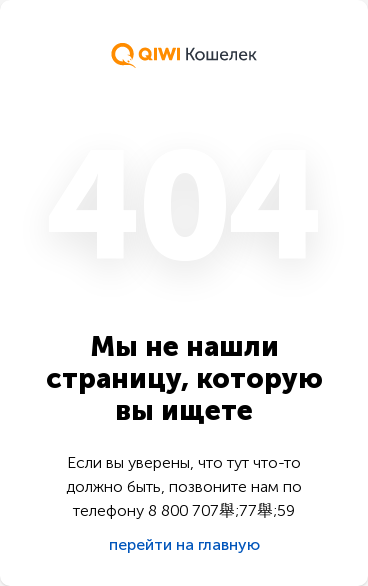 QIWI Кошелек
404
Мы не нашли
страницу, которую
вы ищете
Если вы уверены, что тут что-то
должно быть, позвоните нам по
телефону 8 800 707舉;77舉;59
перейти на главную